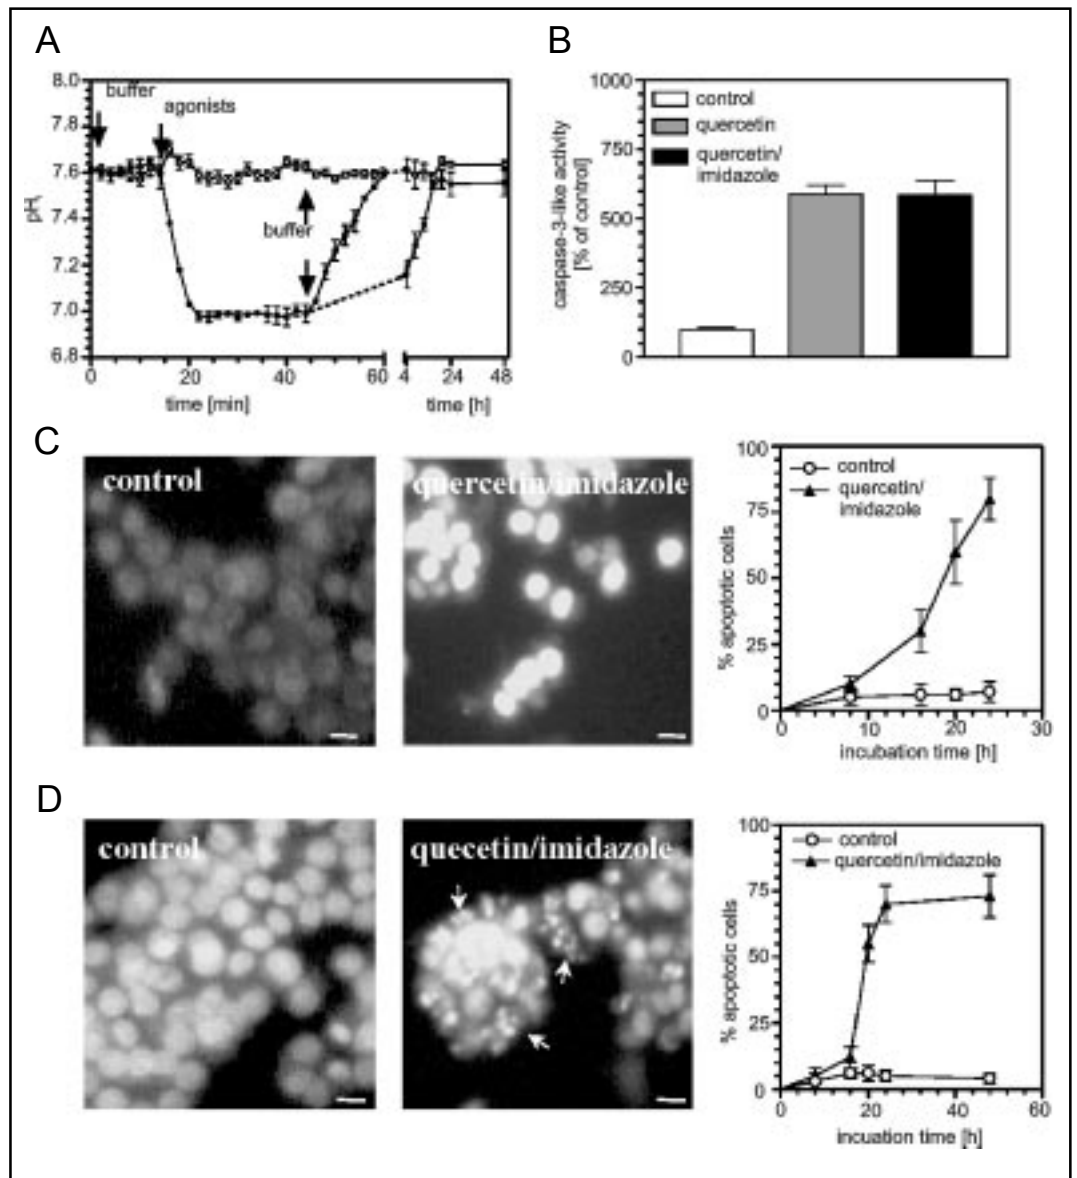 A
8.0
7.8
7.6
7.4
7.2
7.0
6.8
pHi
buffer
agonists
buffer
0 20 40 60 4 24 48
time [min] time [h]
B
1000
750
500
250
0
caspase-3-like activity
[% of control]
control
quercetin
quercetin/
imidazole
C
control
quercetin/imidazole
100
75
50
25
0
% apoptotic cells
control
quercetin/
imidazole
0 10 20 30
incubation time [h]
D
control
quecetin/imidazole
100
75
50
25
0
% apoptotic cells
control
quercetin/imidazole
0 20 40 60
incuation time [h]